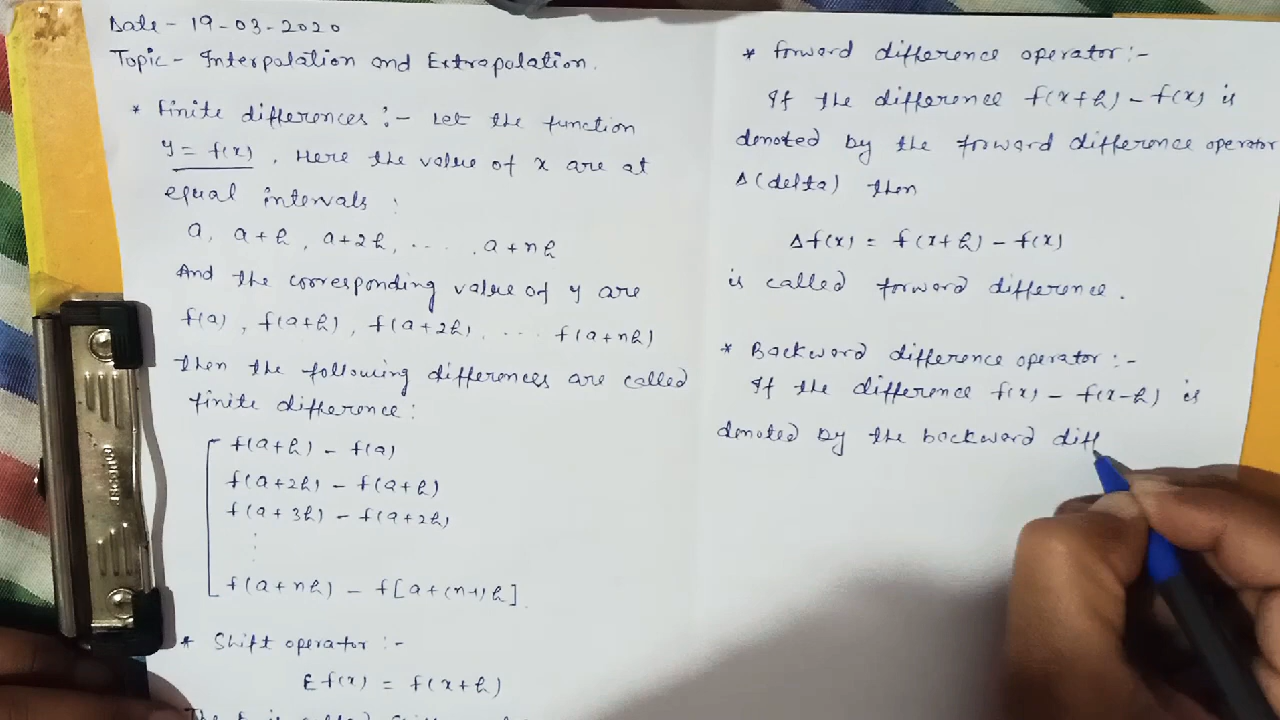 Date - 19-03-2020
Topic - Interpolation and Extrapolation.
* Finite differences :- Let the function
y = f(x). Here the value of x are at
equal intervals :
a, a+h, a+2h, ..... a+nh
And the corresponding value of y are
f(a), f(a+h), f(a+2h), ... f(a+nh)
then the following differences are called
finite difference :
f(a+h) - f(a)
f(a+2h) - f(a+h)
f(a+3h) - f(a+2h)
⋮
f(a+nh) - f[a+(n+1)h].
* Shift operator :-
Ef(x) = f(x+h)
The E is called
* Forward difference operator :-
If the difference f(x+h) - f(x) is
denoted by the forward difference operator
Δ(delta) then
Δf(x) = f(x+h) - f(x)
is called forward difference.
* Backward difference operator :-
If the difference f(x) - f(x-h) is
denoted by the backward diff